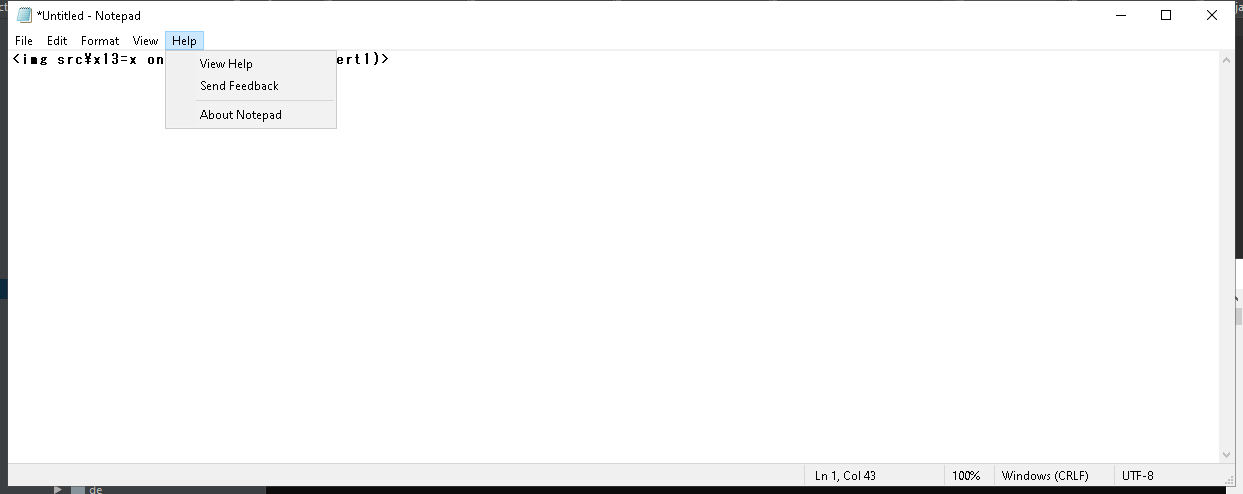 *Untitled - Notepad
File Edit Format View Help
<img src¥x13=x on ert1)>
View Help
Send Feedback
About Notepad
Ln 1, Col 43 100% Windows (CRLF) UTF-8
de